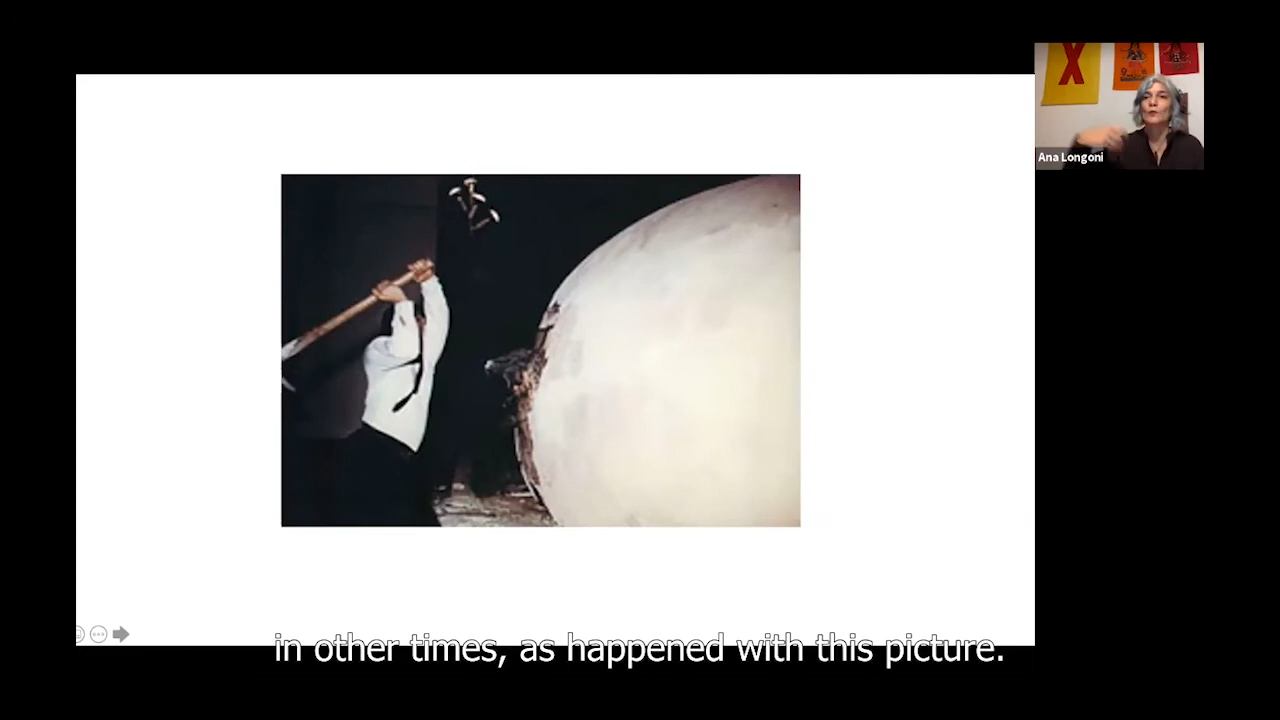 X
Ana Longoni
in other times, as happened with this picture.